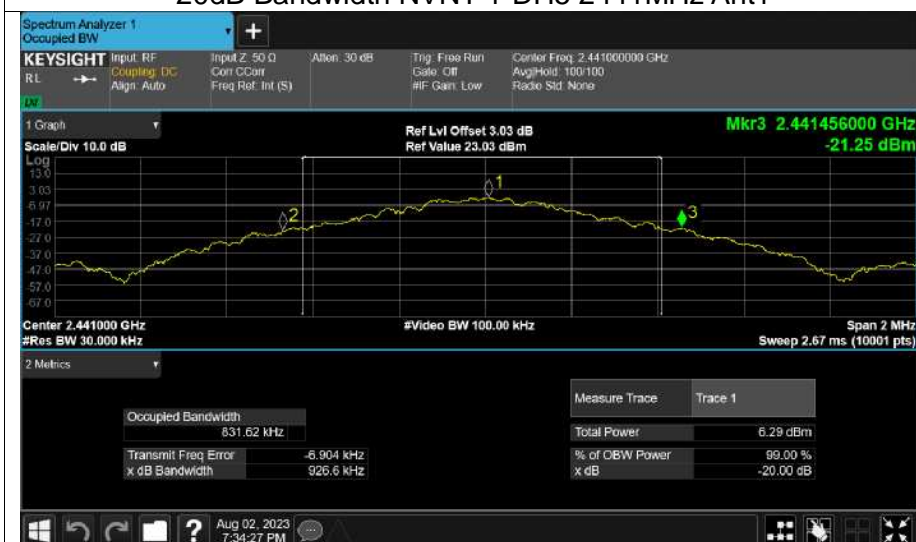 20dB Bandwidth NVNT 1-DH5 2441MHz Ant1
Spectrum Analyzer 1
Occupied BW
+
KEYSIGHT Input: RF Input Z: 50 Ω Atten: 30 dB Trig: Free Run Center Freq: 2.441000000 GHz
RL Coupling: DC Corr CCorr Gate: Off Avg|Hold: 100/100
Align: Auto Freq Ref: Int (S) #IF Gain: Low Radio Std: None
1 Graph
Ref Lvl Offset 3.03 dB Mkr3 2.441456000 GHz
Scale/Div 10.0 dB Ref Value 23.03 dBm -21.25 dBm
Log
13.0
3.03
-6.97
-17.0
-27.0
-37.0
-47.0
-57.0
-67.0
1
2
3
Center 2.441000 GHz #Video BW 100.00 kHz Span 2 MHz
#Res BW 30.000 kHz Sweep 2.67 ms (10001 pts)
2 Metrics
Measure Trace Trace 1
Occupied Bandwidth
831.62 kHz Total Power 6.29 dBm
Transmit Freq Error -6.904 kHz % of OBW Power 99.00 %
x dB Bandwidth 926.6 kHz x dB -20.00 dB
? Aug 02, 2023
7:34:27 PM